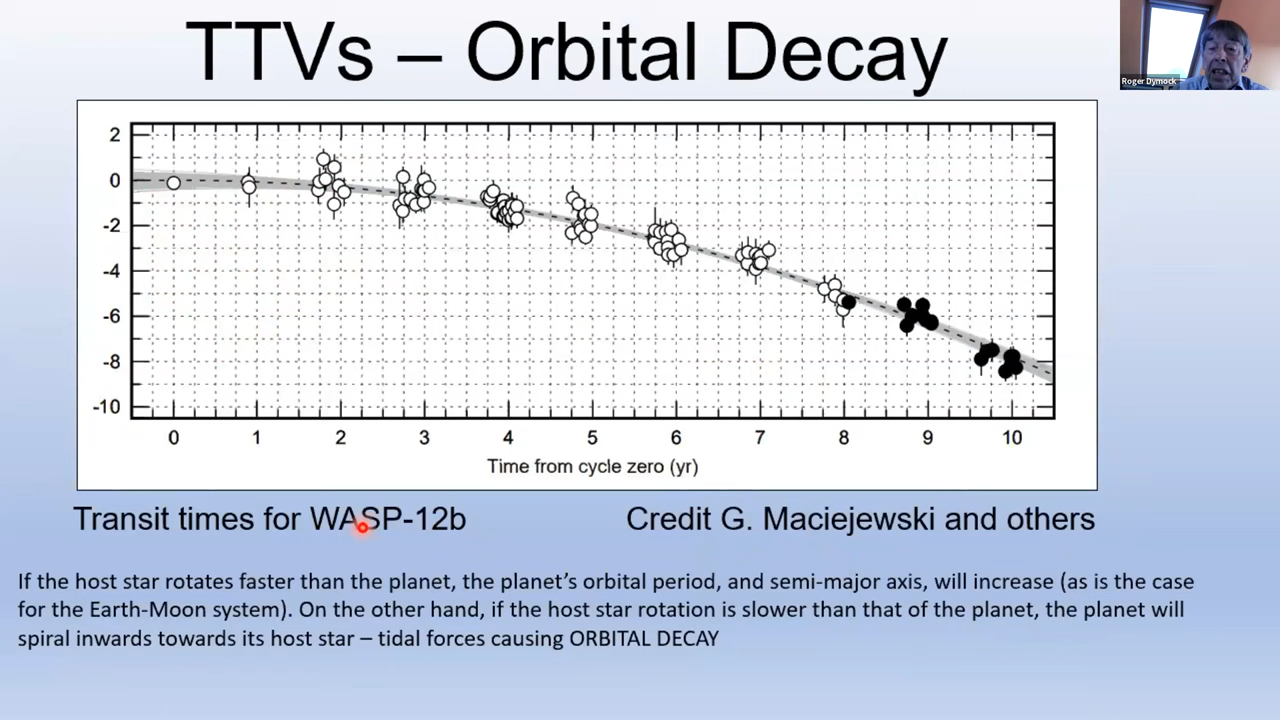 TTVs – Orbital Decay
Roger Dymock
2
0
-2
-4
-6
-8
-10
0 1 2 3 4 5 6 7 8 9 10
Time from cycle zero (yr)
Transit times for WASP-12b
Credit G. Maciejewski and others
If the host star rotates faster than the planet, the planet’s orbital period, and semi-major axis, will increase (as is the case
for the Earth-Moon system). On the other hand, if the host star rotation is slower than that of the planet, the planet will
spiral inwards towards its host star – tidal forces causing ORBITAL DECAY